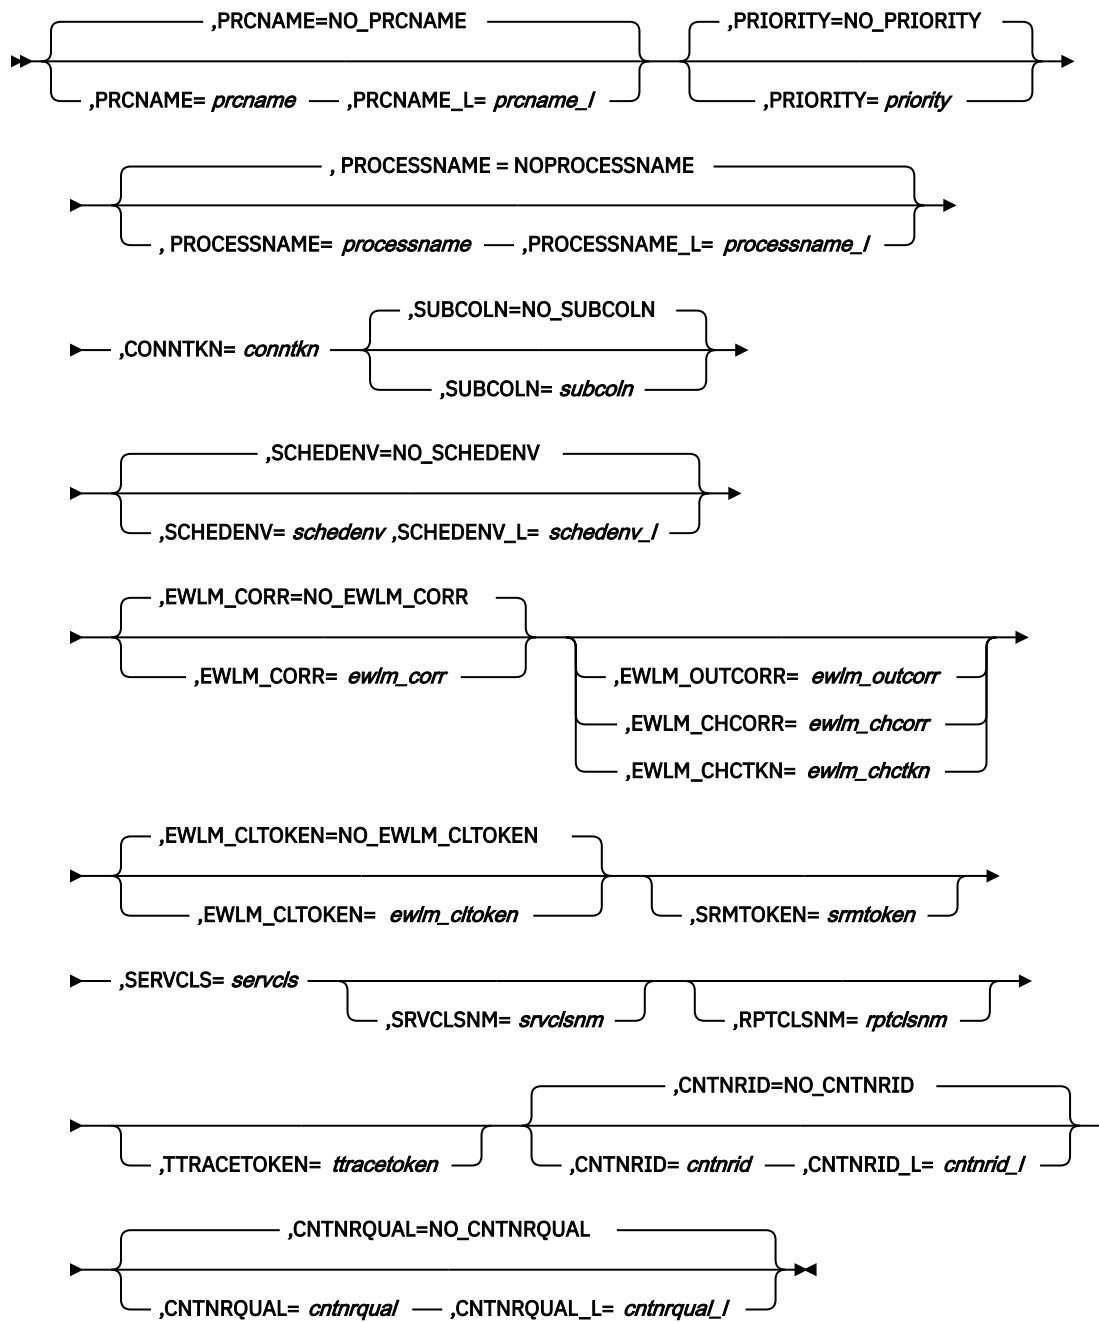 ,PRCNAME=NO_PRCNAME ,PRIORITY=NO_PRIORITY
,PRCNAME= prcname ,PRCNAME_L= prcname_l ,PRIORITY= priority
, PROCESSNAME = NOPROCESSNAME
, PROCESSNAME= processname ,PROCESSNAME_L= processname_l
,SUBCOLN=NO_SUBCOLN
,CONNTKN= conntkn
,SUBCOLN= subcoln
,SCHEDENV=NO_SCHEDENV
,SCHEDENV= schedenv ,SCHEDENV_L= schedenv_l
,EWLM_CORR=NO_EWLM_CORR
,EWLM_CORR= ewlm_corr ,EWLM_OUTCORR= ewlm_outcorr
,EWLM_CHCORR= ewlm_chcorr
,EWLM_CHCTKN= ewlm_chctkn
,EWLM_CLTOKEN=NO_EWLM_CLTOKEN
,EWLM_CLTOKEN= ewlm_cltoken ,SRMTOKEN= srmtoken
,SERVCLS= servcls
,SRVCLSNM= srvclsnm ,RPTCLSNM= rptclsnm
,CNTNRID=NO_CNTNRID
,TTRACETOKEN= ttracetoken ,CNTNRID= cntnrid ,CNTNRID_L= cntnrid_l
,CNTNRQUAL=NO_CNTNRQUAL
,CNTNRQUAL= cntnrqual ,CNTNRQUAL_L= cntnrqual_l